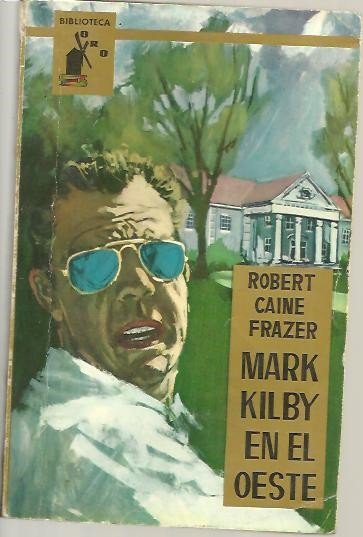 BIBLIOTECA
ORO
ROBERT
CAINE
FRAZER
MARK
KILBY
EN EL
OESTE